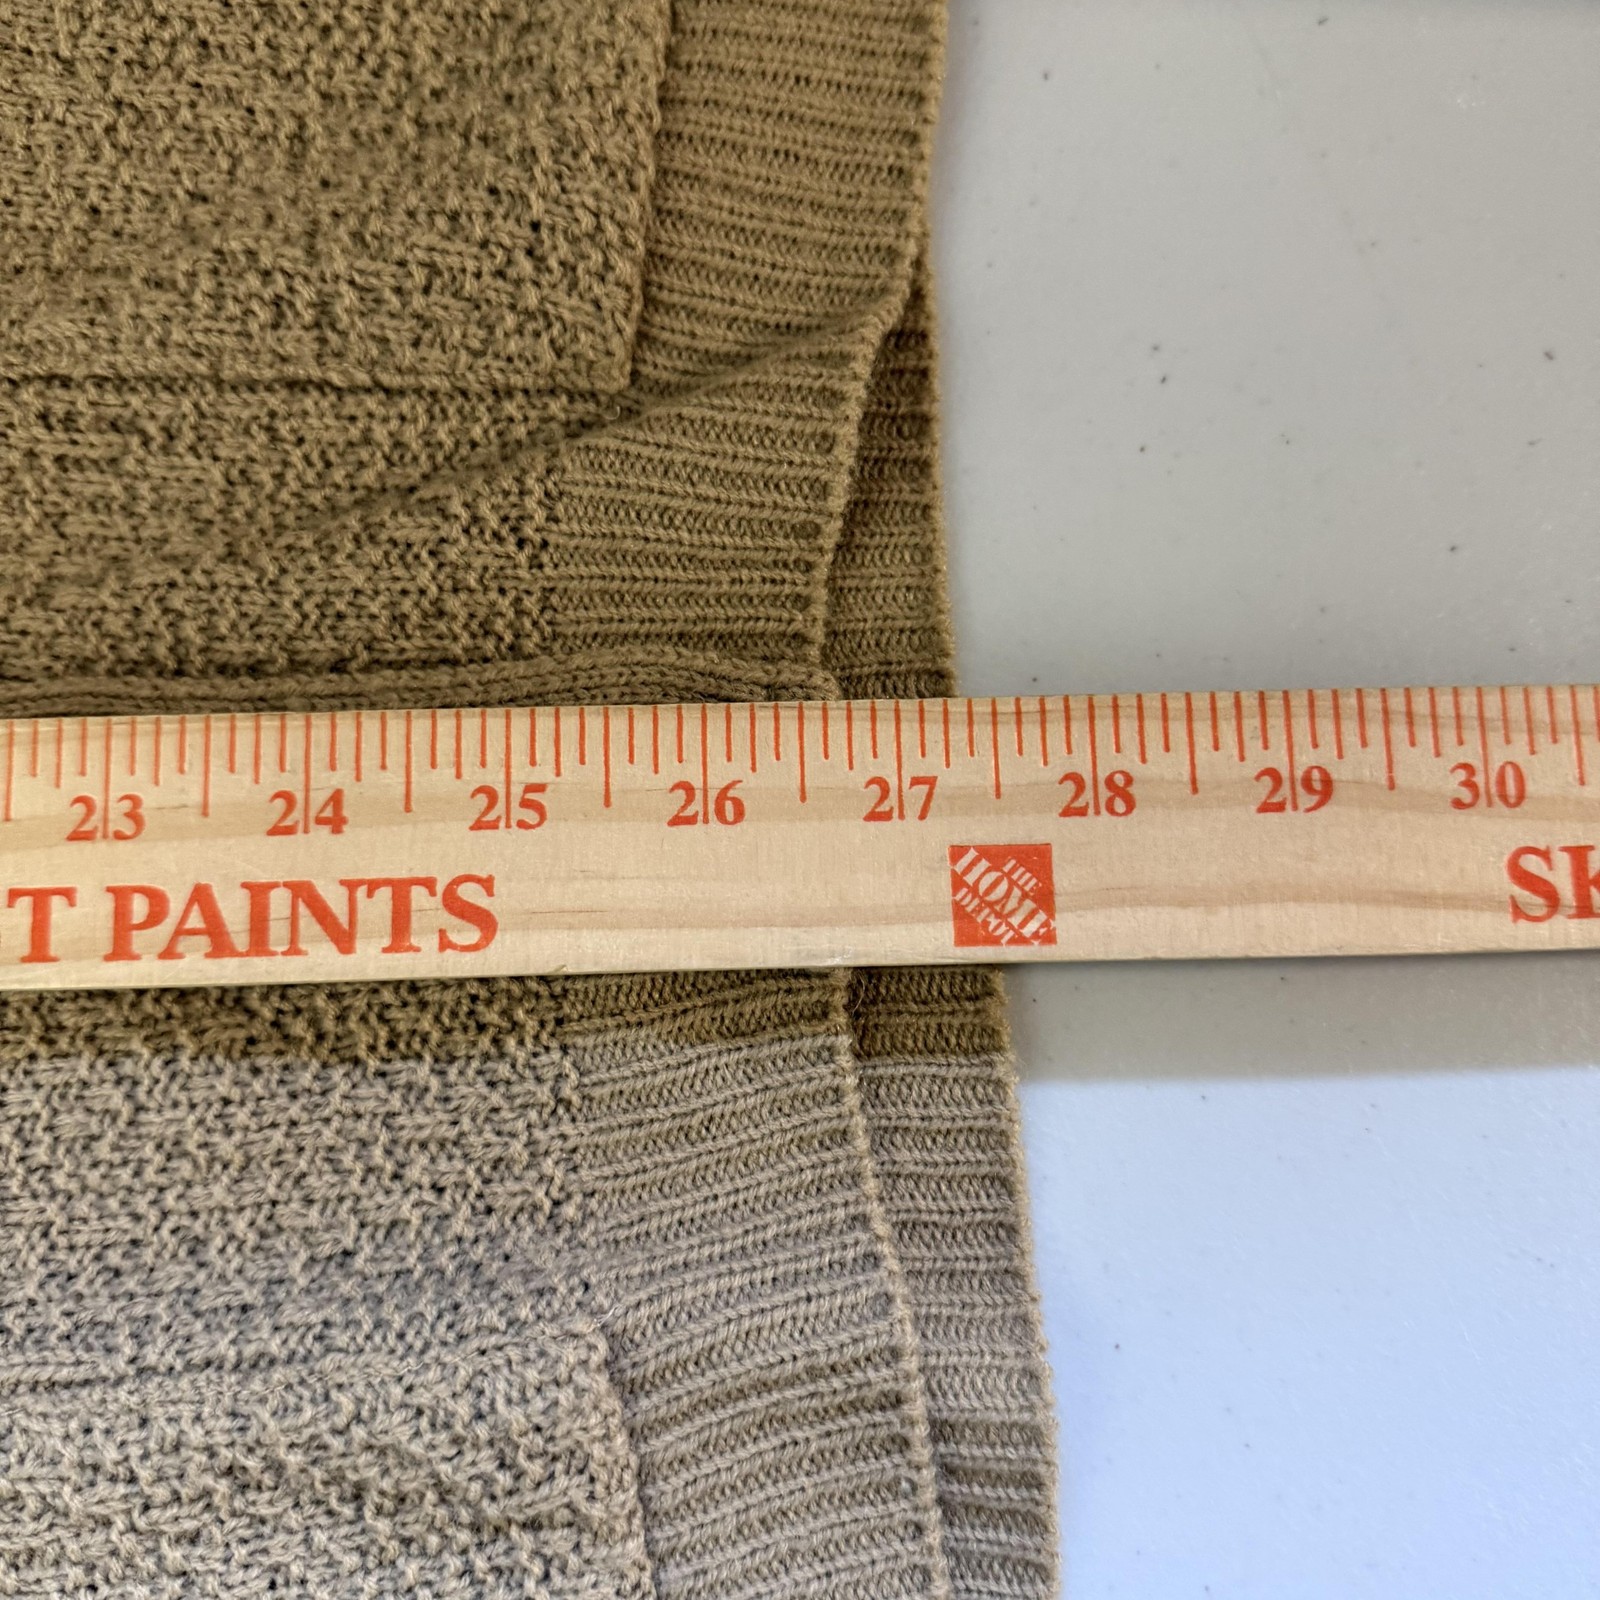 23 24 25 26 27 28 29 30
T PAINTS
THE
HOME
DEPOT
SK